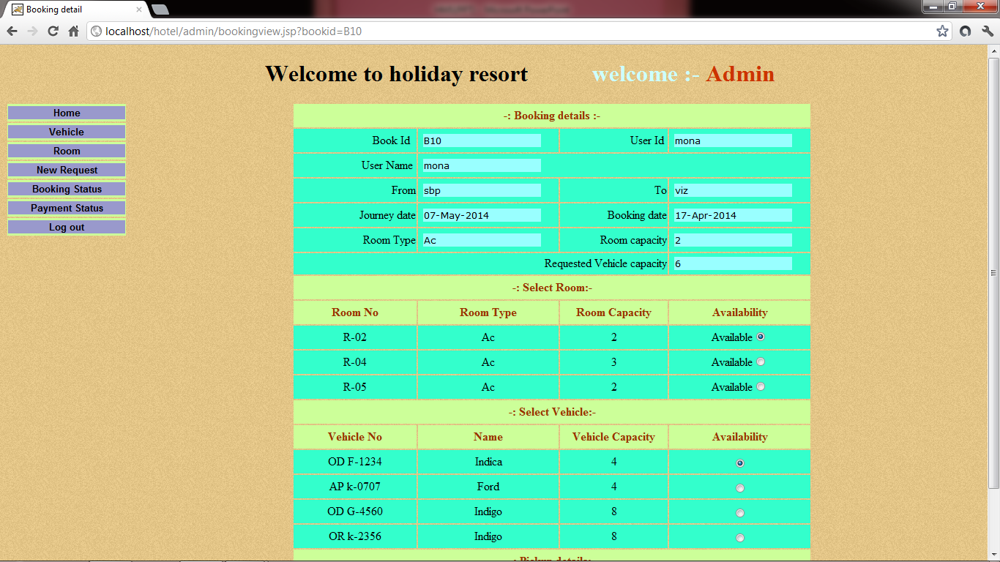 Booking detail
localhost/hotel/admin/bookingview.jsp?bookid=B10
Welcome to holiday resort welcome :- Admin
Home
Vehicle
Room
New Request
Booking Status
Payment Status
Log out
-: Booking details :-
Book Id B10 User Id mona
User Name mona
From sbp To viz
Journey date 07-May-2014 Booking date 17-Apr-2014
Room Type Ac Room capacity 2
Requested Vehicle capacity 6
-: Select Room:-
Room No Room Type Room Capacity Availability
R-02 Ac 2 Available
R-04 Ac 3 Available
R-05 Ac 2 Available
-: Select Vehicle:-
Vehicle No Name Vehicle Capacity Availability
OD F-1234 Indica 4
AP k-0707 Ford 4
OD G-4560 Indigo 8
OR k-2356 Indigo 8
-: Pickup details:-